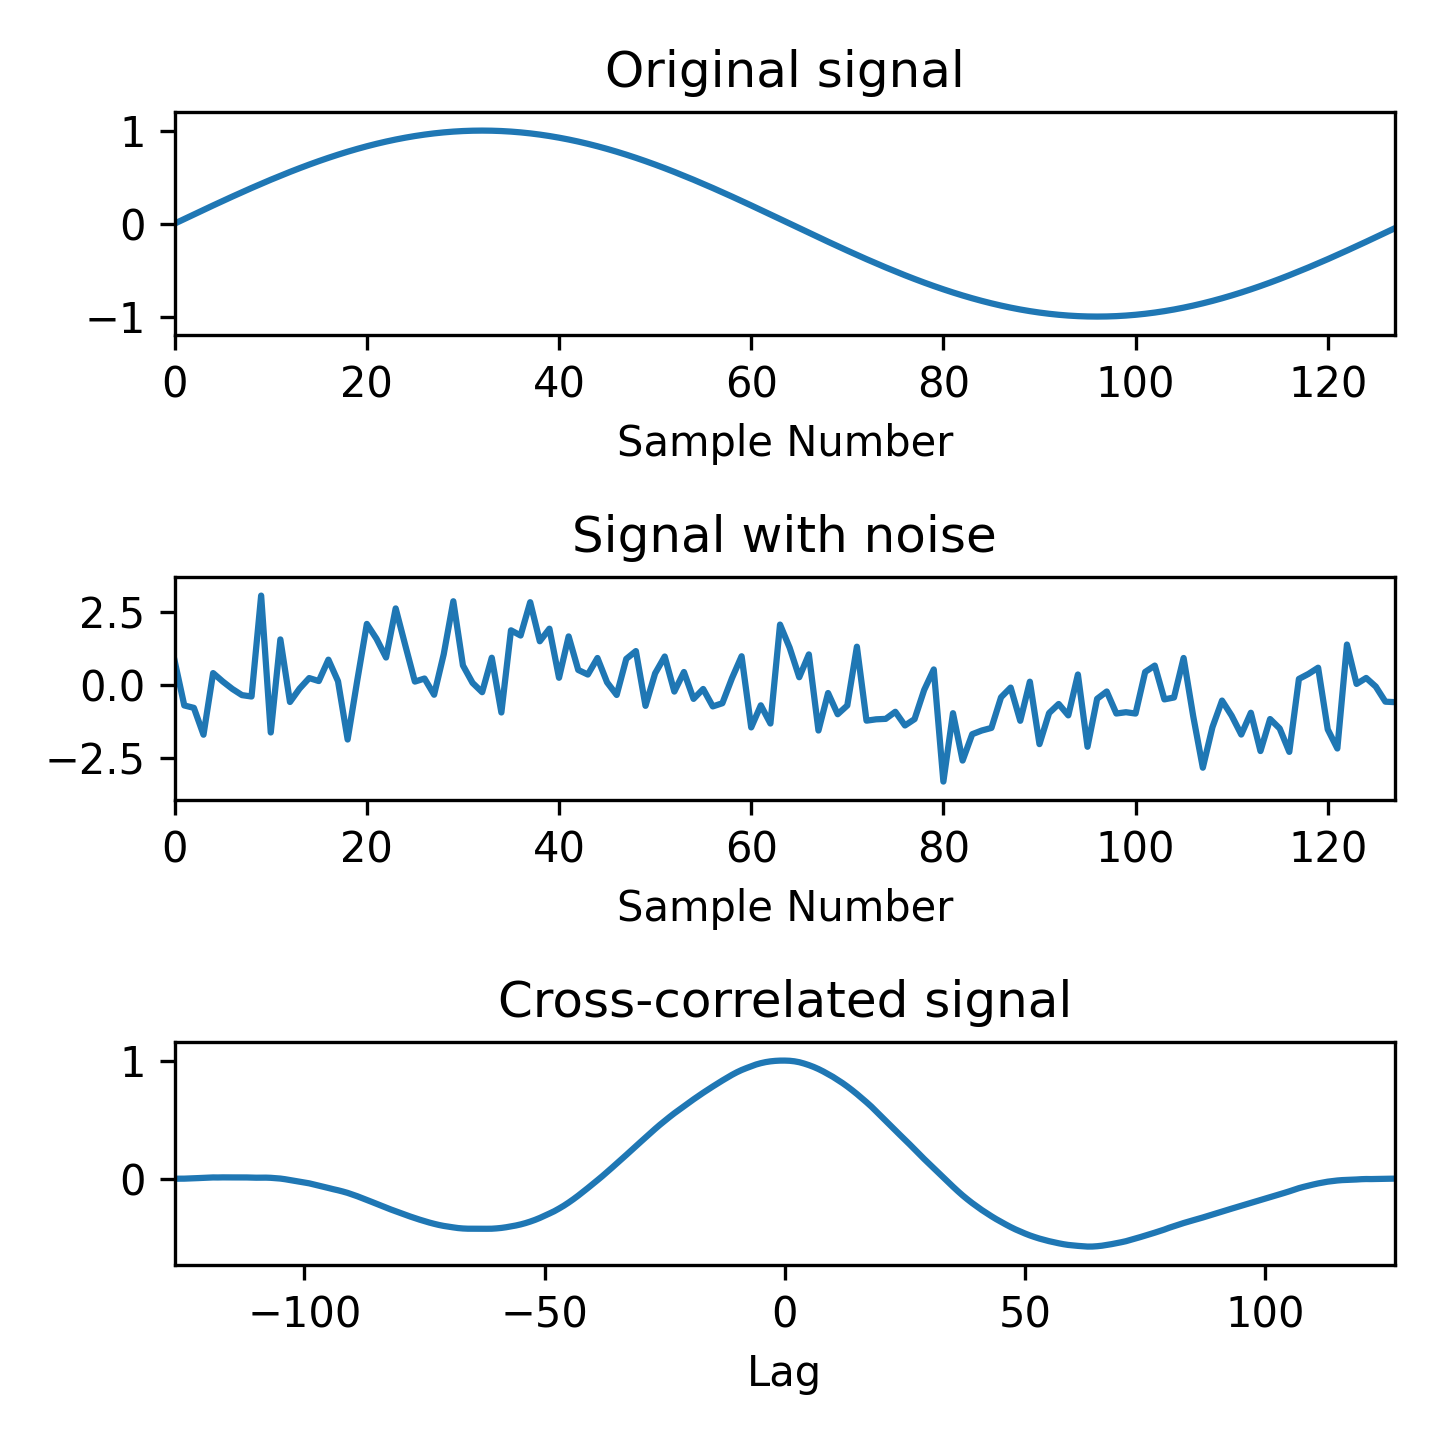 Original signal
1
0
−1
0 20 40 60 80 100 120
Sample Number
Signal with noise
2.5
0.0
−2.5
0 20 40 60 80 100 120
Sample Number
Cross-correlated signal
1
0
−100 −50 0 50 100
Lag